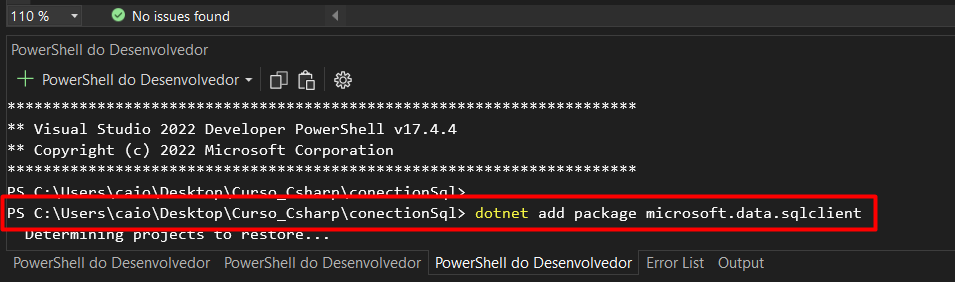 110 % No issues found
PowerShell do Desenvolvedor
PowerShell do Desenvolvedor
**********************************************************************
** Visual Studio 2022 Developer PowerShell v17.4.4
** Copyright (c) 2022 Microsoft Corporation
**********************************************************************
PS C:\Users\caio\Desktop\Curso_Csharp\conectionSql>
PS C:\Users\caio\Desktop\Curso_Csharp\conectionSql> dotnet add package microsoft.data.sqlclient
Determining projects to restore...
PowerShell do Desenvolvedor PowerShell do Desenvolvedor PowerShell do Desenvolvedor Error List Output